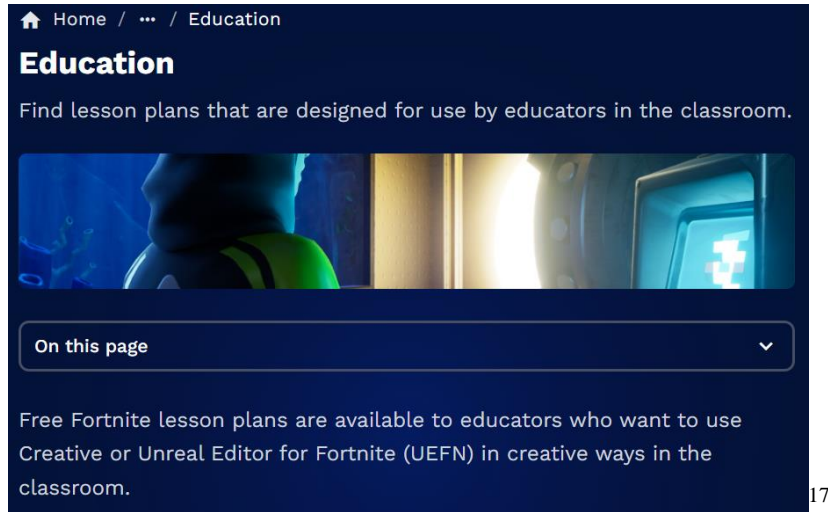 Home / ··· / Education
Education
Find lesson plans that are designed for use by educators in the classroom.
On this page
Free Fortnite lesson plans are available to educators who want to use
Creative or Unreal Editor for Fortnite (UEFN) in creative ways in the
classroom.
17